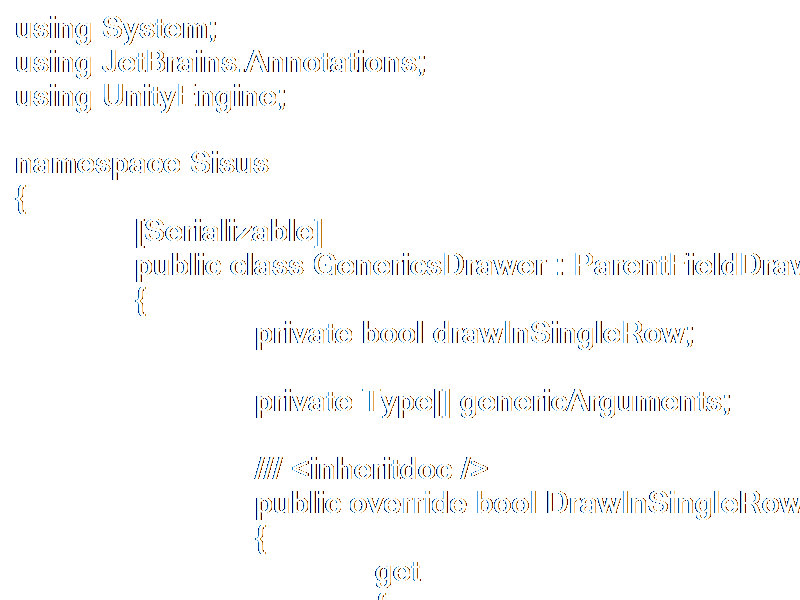 using System;
using JetBrains.Annotations;
using UnityEngine;
namespace Sisus
{
[Serializable]
public class GenericsDrawer : ParentFieldDraw
{
private bool drawInSingleRow;
private Type[] genericArguments;
//// <inheritdoc />
public override bool DrawInSingleRow
{
get
{